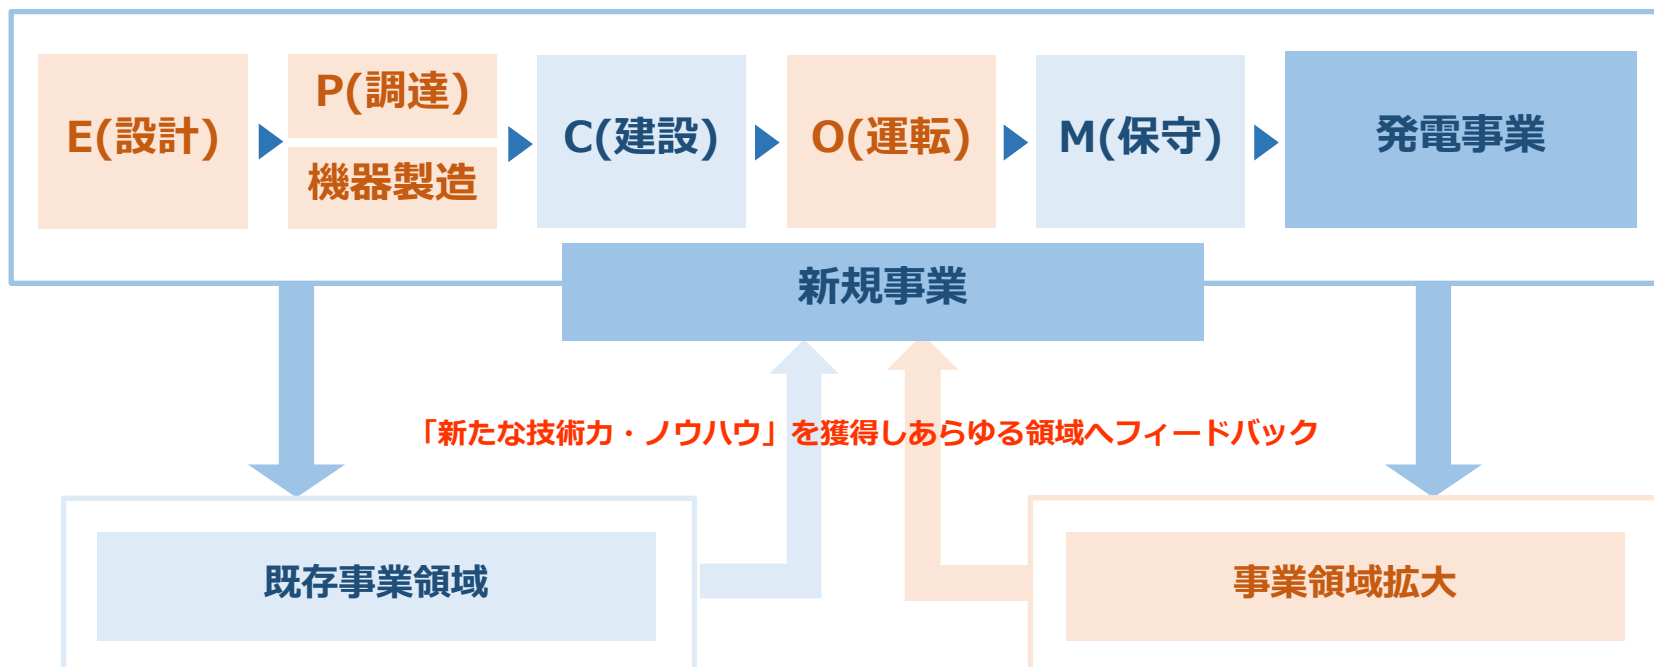 E(設計)
P(調達)
機器製造
C(建設)
O(運転)
M(保守)
発電事業
新規事業
「新たな技術力・ノウハウ」を獲得しあらゆる領域へフィードバック
既存事業領域
事業領域拡大